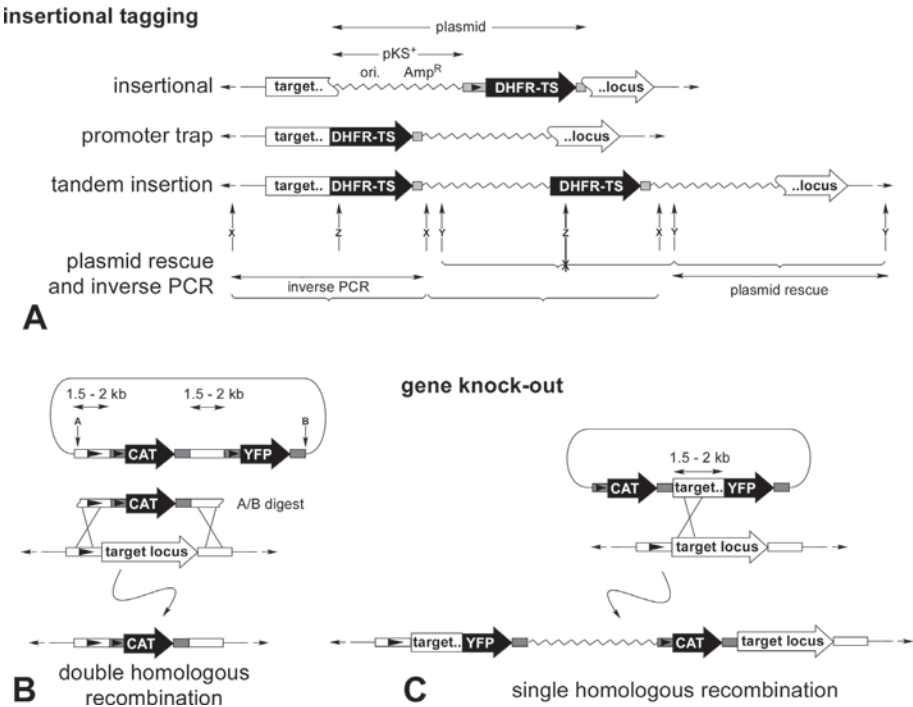 insertional tagging
plasmid
pKS+
ori. AmpR
insertional target.. DHFR-TS ..locus
promoter trap target.. DHFR-TS ..locus
tandem insertion target.. DHFR-TS DHFR-TS ..locus
X Z X Y Z X Y Y
plasmid rescue
and inverse PCR
inverse PCR
plasmid rescue
A
gene knock-out
1.5 - 2 kb 1.5 - 2 kb
A B
CAT YFP
CAT A/B digest
target locus
CAT
B
double homologous
recombination
1.5 - 2 kb
CAT target.. YFP
target locus
target.. YFP CAT target locus
C
single homologous recombination